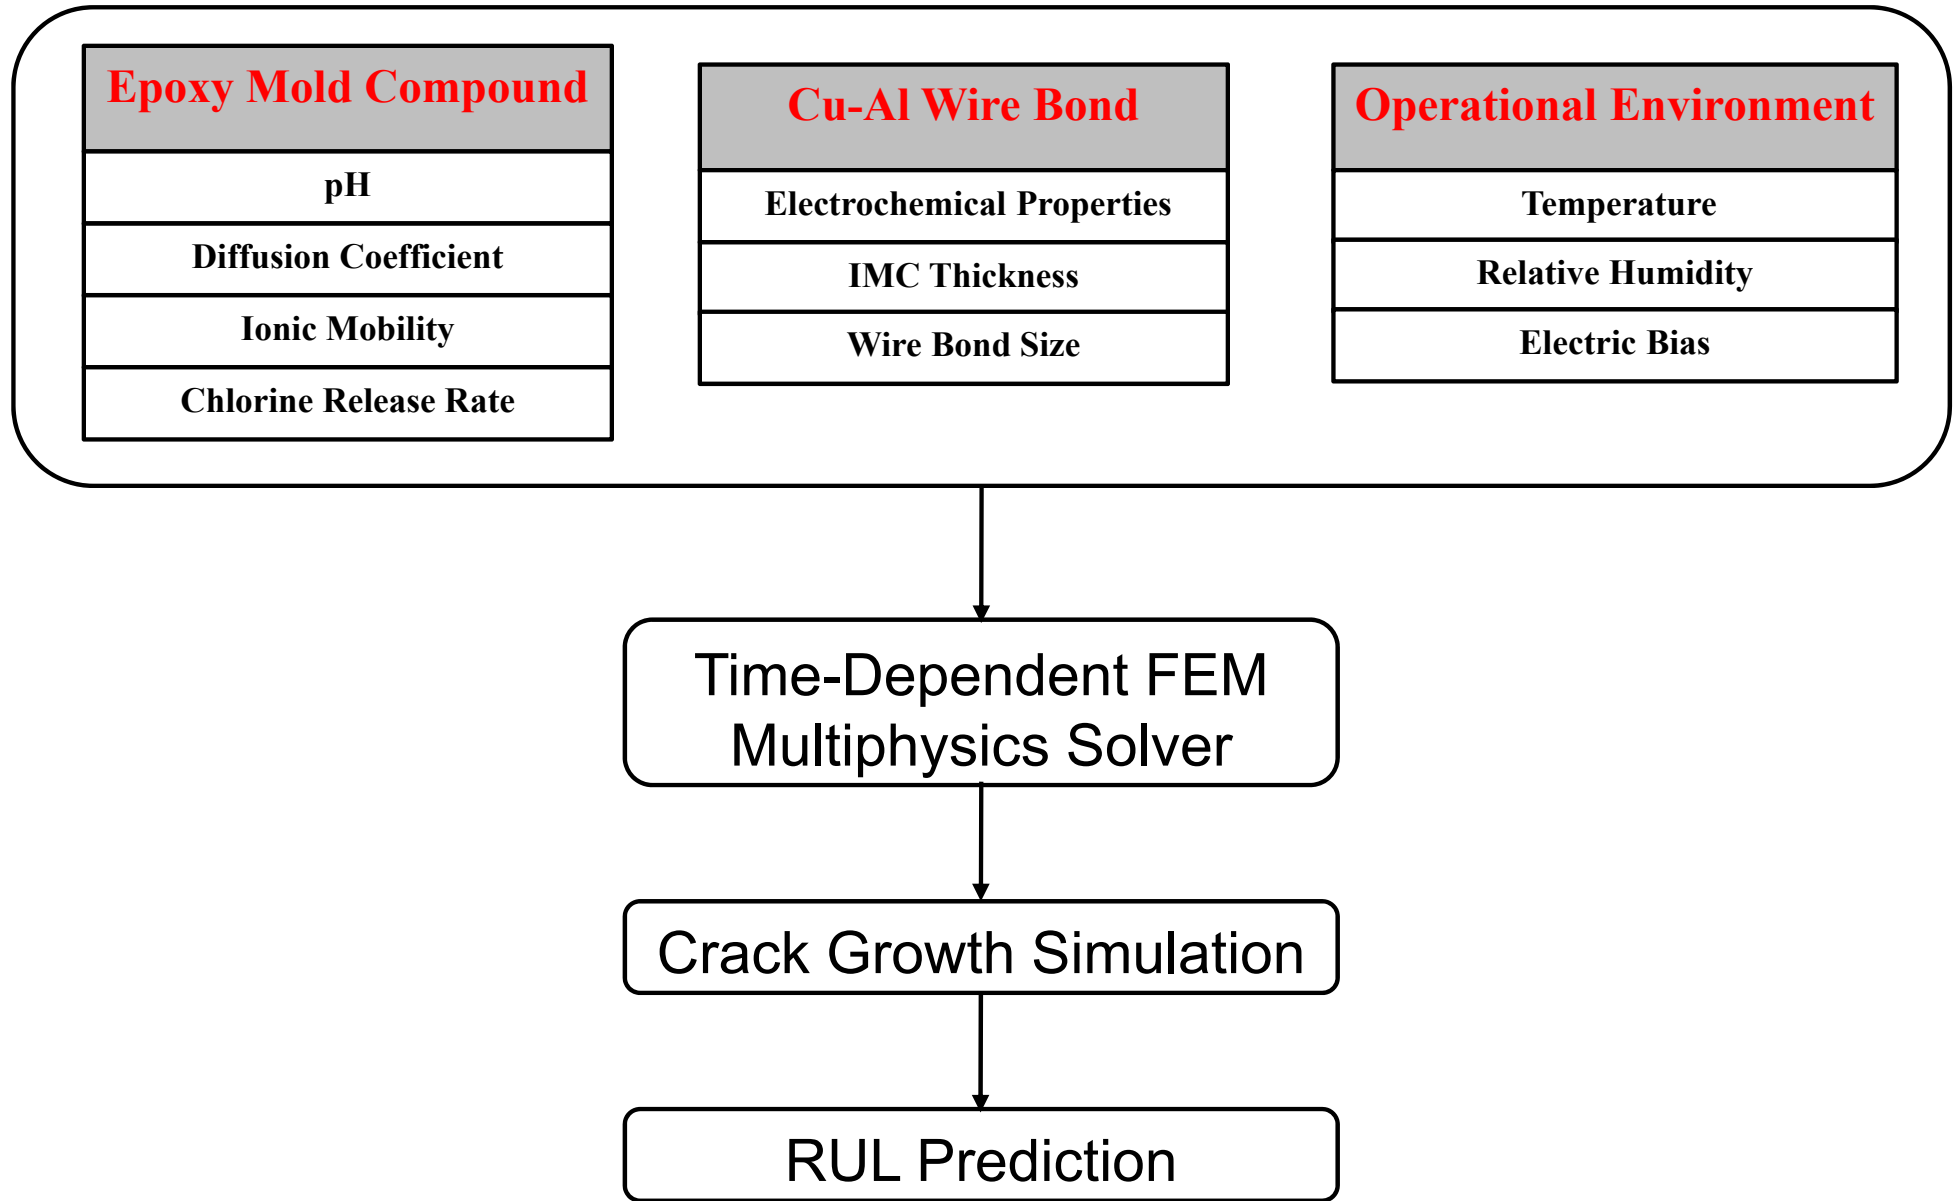 Epoxy Mold Compound
pH
Diffusion Coefficient
Ionic Mobility
Chlorine Release Rate
Cu-Al Wire Bond
Electrochemical Properties
IMC Thickness
Wire Bond Size
Operational Environment
Temperature
Relative Humidity
Electric Bias
Time-Dependent FEM
Multiphysics Solver
Crack Growth Simulation
RUL Prediction